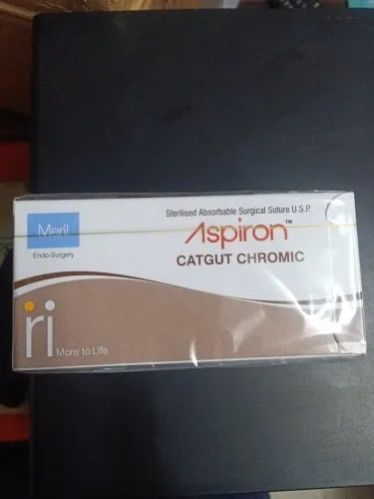 Sterilised Absorbable Surgical Suture U.S.P.
Meril
Aspiron™
Endo-Surgery
CATGUT CHROMIC
ri
More to Life